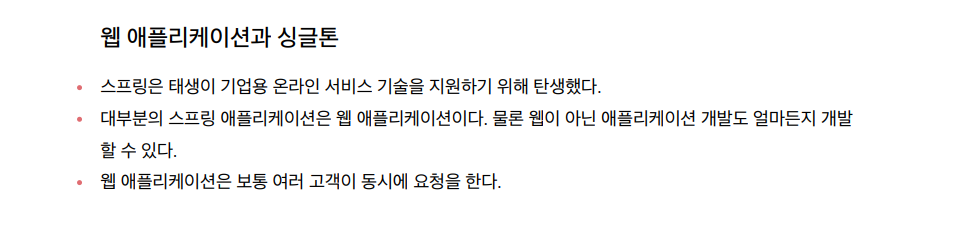 웹 애플리케이션과 싱글톤
스프링은 태생이 기업용 온라인 서비스 기술을 지원하기 위해 탄생했다.
대부분의 스프링 애플리케이션은 웹 애플리케이션이다. 물론 웹이 아닌 애플리케이션 개발도 얼마든지 개발
할 수 있다.
웹 애플리케이션은 보통 여러 고객이 동시에 요청을 한다.